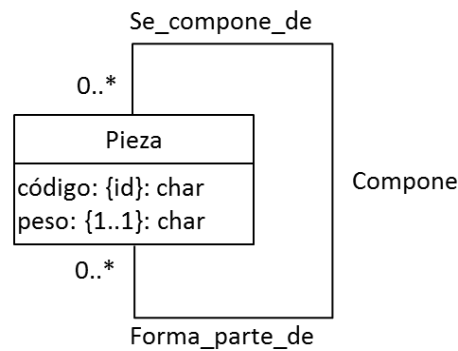 Se_compone_de
0..*
Pieza
código: {id}: char
peso: {1..1}: char
Compone
0..*
Forma_parte_de